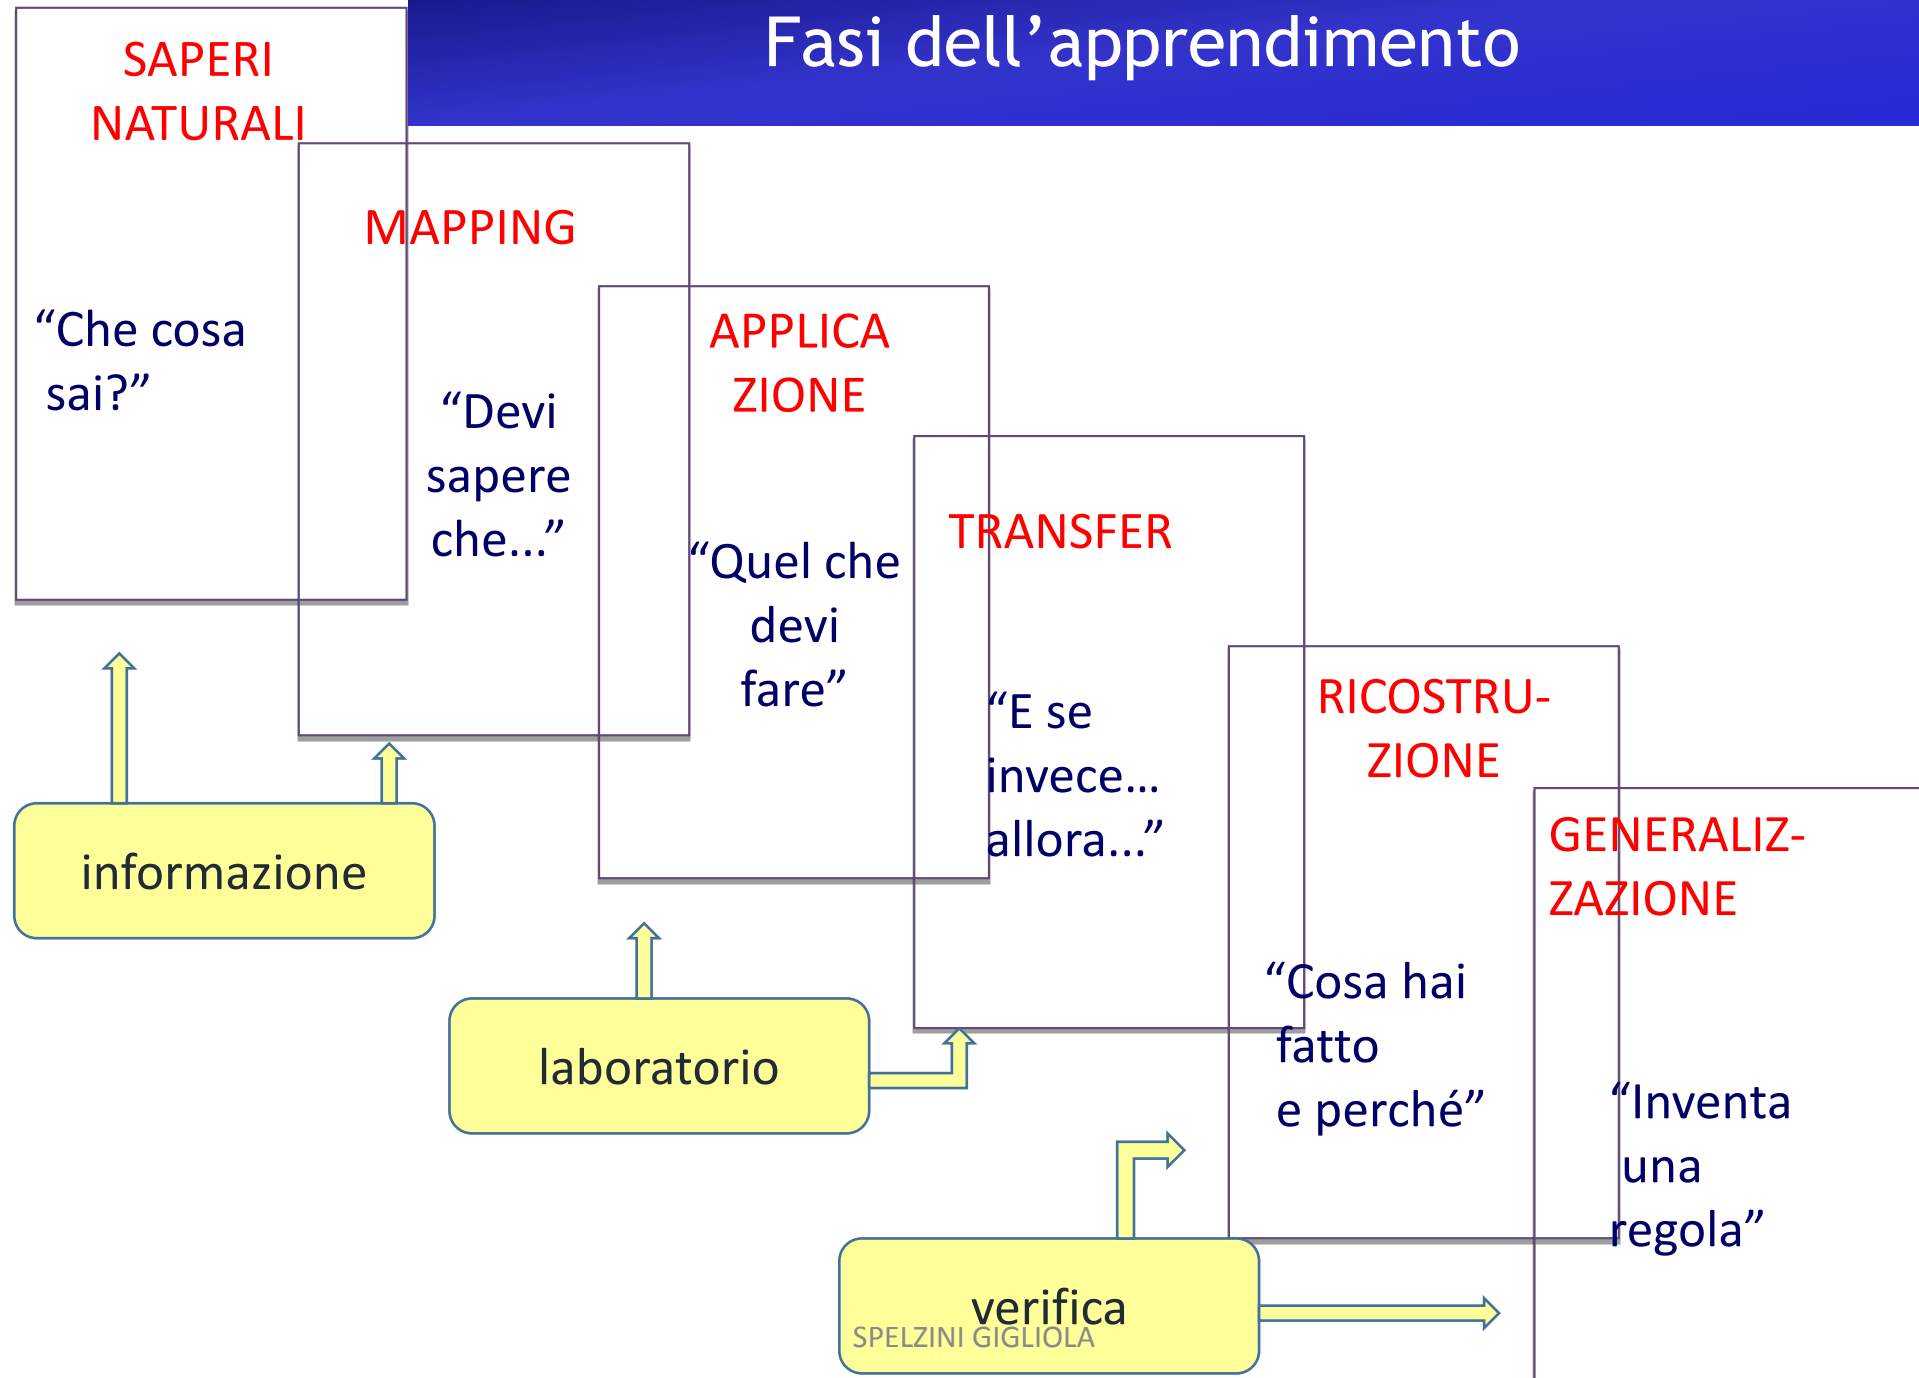 Fasi dell’apprendimento
SAPERI
NATURALI
“Che cosa
sai?”
MAPPING
“Devi
sapere
che...”
APPLICA
ZIONE
“Quel che
devi
fare”
TRANSFER
“E se
invece…
allora...”
RICOSTRU-
ZIONE
“Cosa hai
fatto
e perché”
GENERALIZ-
ZAZIONE
“Inventa
una
regola”
informazione
laboratorio
verifica
SPELZINI GIGLIOLA